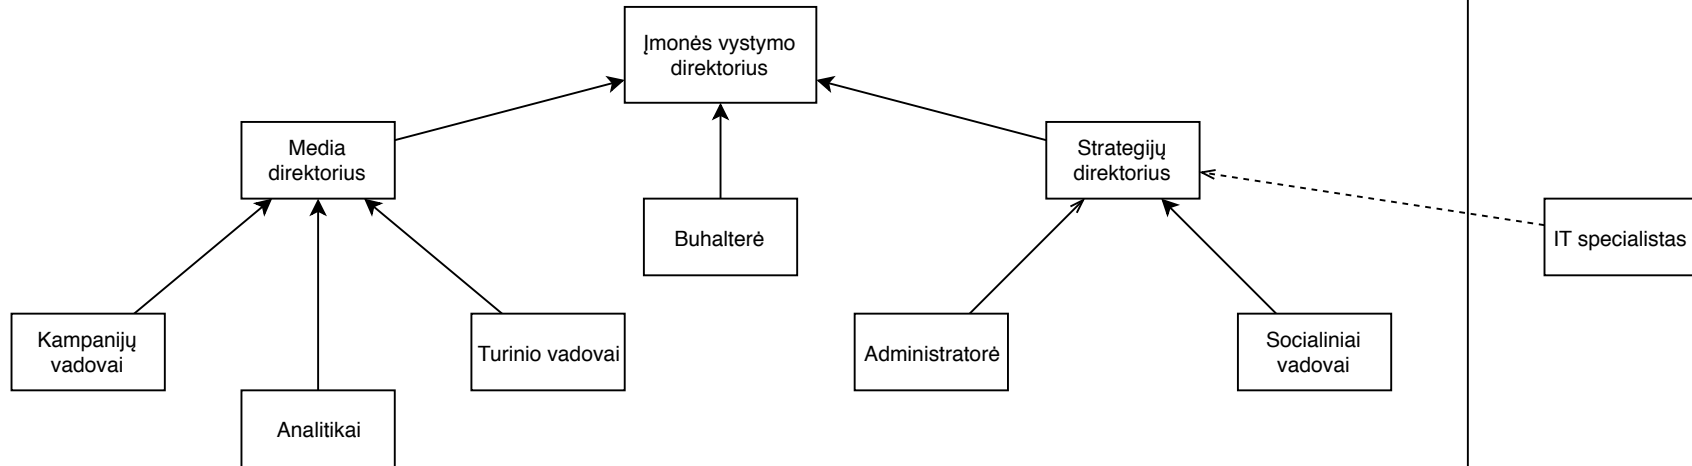 Įmonės vystymo
direktorius
Media
direktorius
Strategijų
direktorius
Buhalterė
IT specialistas
Kampanijų
vadovai
Turinio vadovai
Administratorė
Socialiniai
vadovai
Analitikai